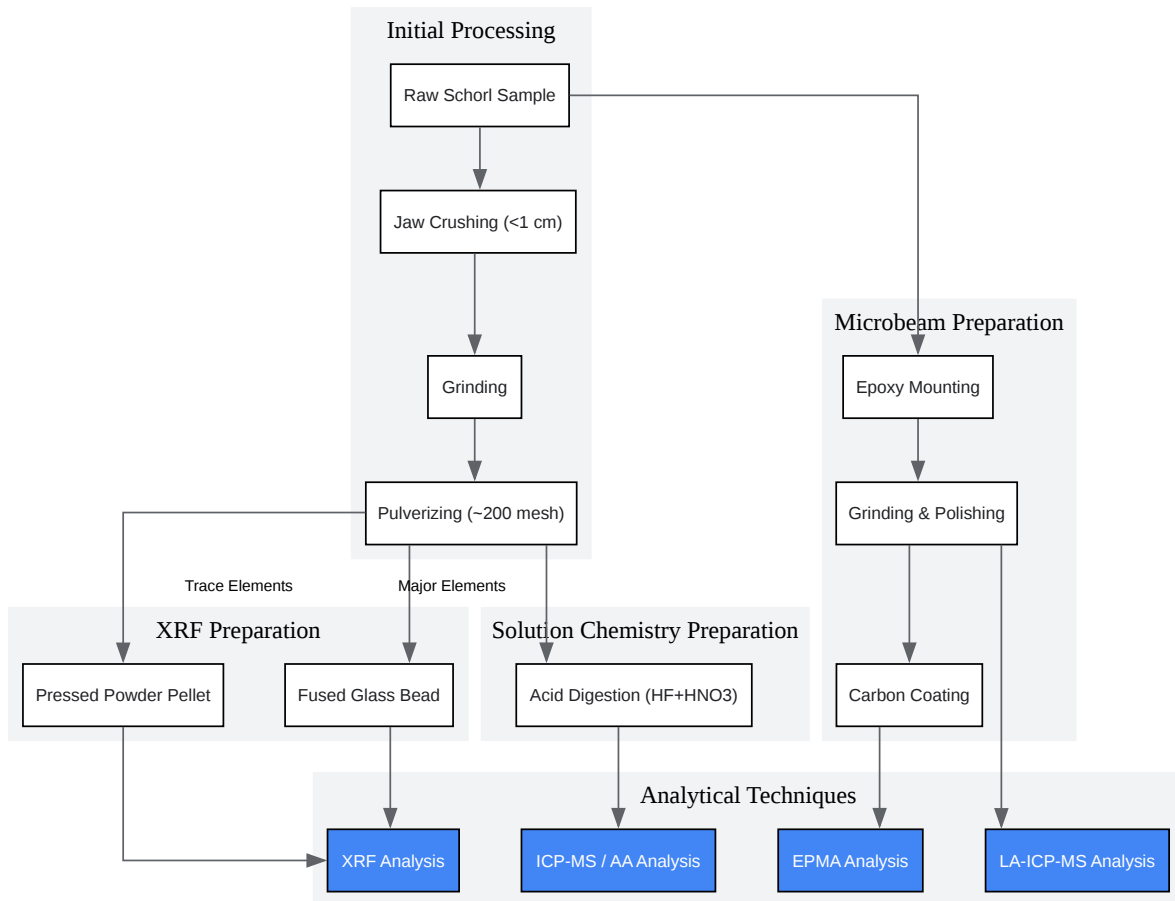 Initial Processing
Raw Schorl Sample
Jaw Crushing (<1 cm)
Microbeam Preparation
Grinding
Epoxy Mounting
Pulverizing (~200 mesh)
Grinding & Polishing
Trace Elements
Major Elements
XRF Preparation
Solution Chemistry Preparation
Pressed Powder Pellet
Fused Glass Bead
Acid Digestion (HF+HNO3)
Carbon Coating
Analytical Techniques
XRF Analysis
ICP-MS / AA Analysis
EPMA Analysis
LA-ICP-MS Analysis